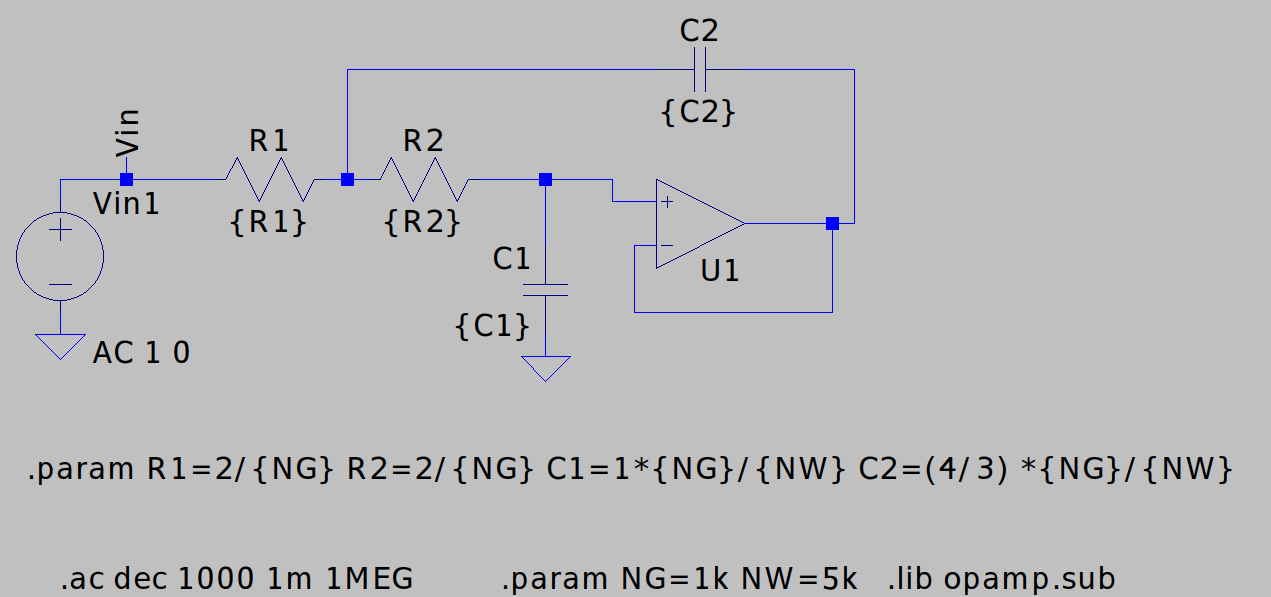 C2
{C2}
Vin
R1
R2
Vin1
{R1}
{R2}
+
+
−
−
C1
U1
{C1}
AC 1 0
.param R1=2/{NG} R2=2/{NG} C1=1*{NG}/{NW} C2=(4/3) *{NG}/{NW}
.ac dec 1000 1m 1MEG
.param NG=1k NW=5k
.lib opamp.sub